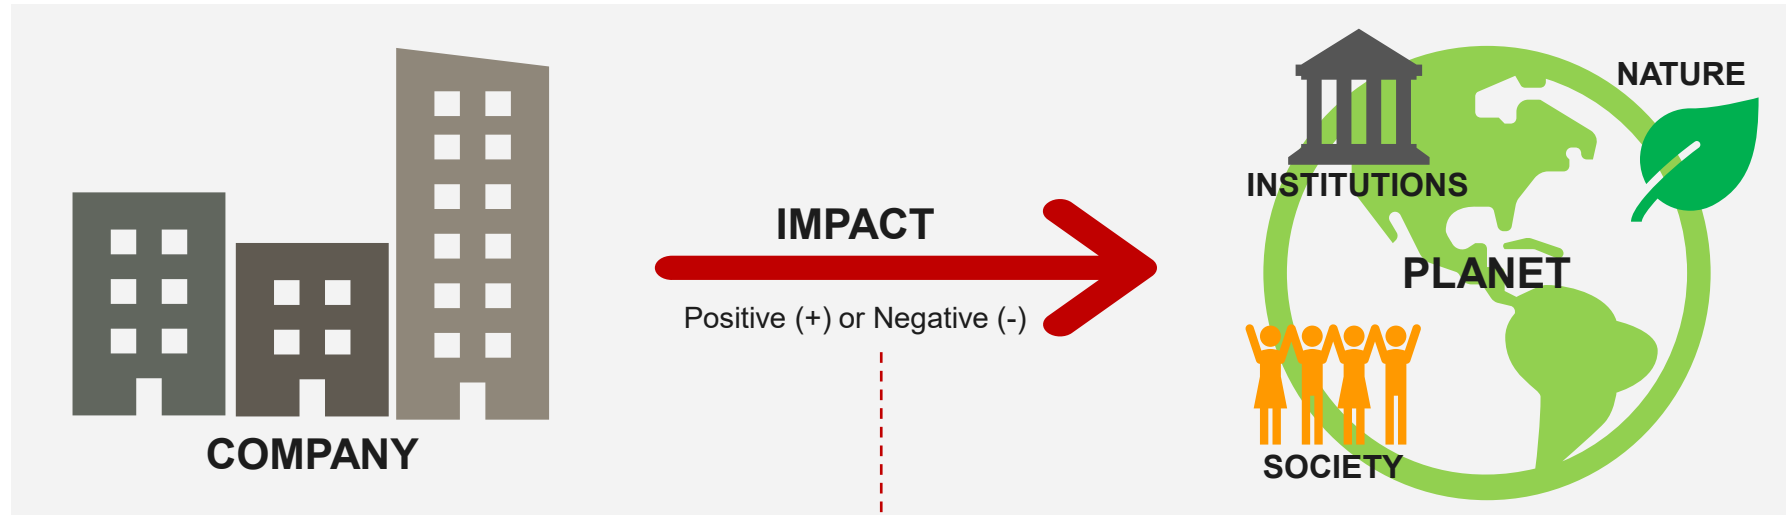 NATURE
INSTITUTIONS
IMPACT
PLANET
Positive (+) or Negative (-)
COMPANY
SOCIETY